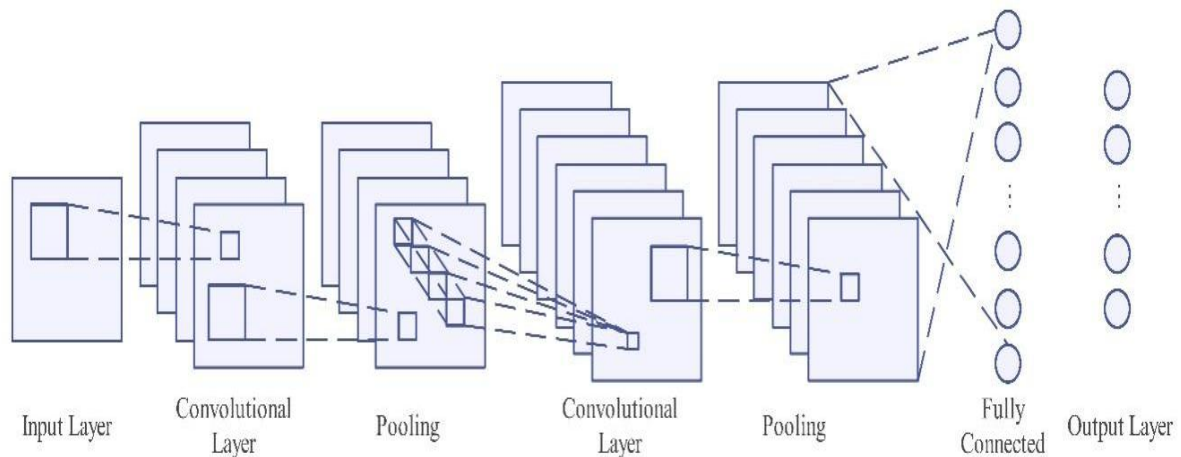 Input Layer
Convolutional
Layer
Pooling
Convolutional
Layer
Pooling
Fully
Connected
Output Layer